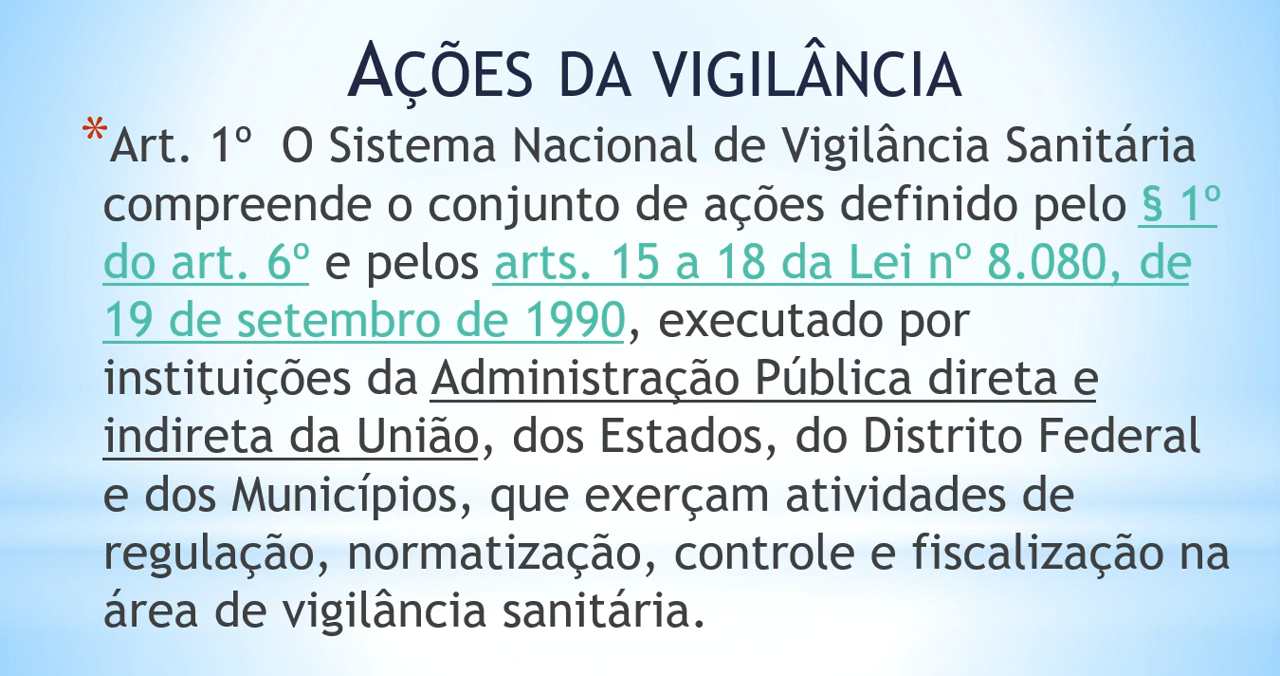 AÇÕES DA VIGILÂNCIA
*Art. 1º  O Sistema Nacional de Vigilância Sanitária
compreende o conjunto de ações definido pelo § 1º
do art. 6º e pelos arts. 15 a 18 da Lei nº 8.080, de
19 de setembro de 1990, executado por
instituições da Administração Pública direta e
indireta da União, dos Estados, do Distrito Federal
e dos Municípios, que exerçam atividades de
regulação, normatização, controle e fiscalização na
área de vigilância sanitária.